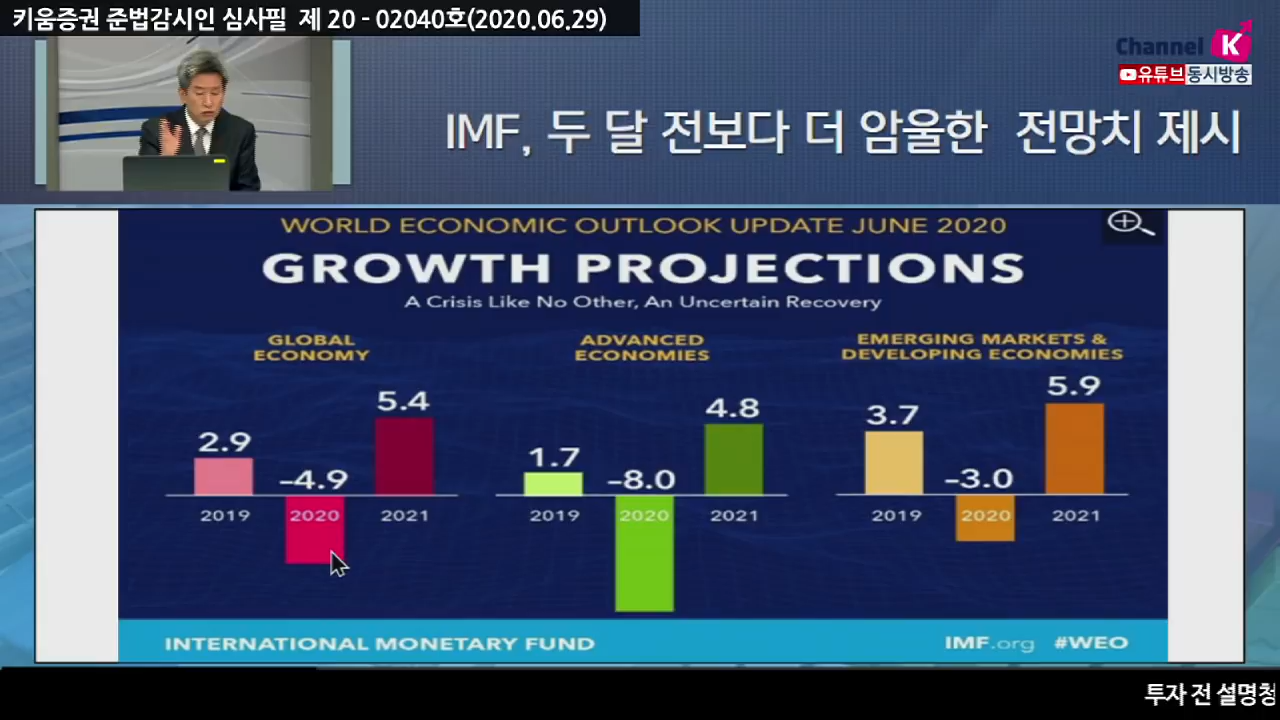 키움증권 준법감시인 심사필 제 20 - 02040호(2020.06.29)
Channel K
유튜브 동시방송
IMF, 두 달 전보다 더 암울한 전망치 제시
WORLD ECONOMIC OUTLOOK UPDATE JUNE 2020
GROWTH PROJECTIONS
A Crisis Like No Other, An Uncertain Recovery
GLOBAL
ECONOMY
2.9
–4.9
5.4
2019
2020
2021
ADVANCED
ECONOMIES
1.7
–8.0
4.8
2019
2020
2021
EMERGING MARKETS &
DEVELOPING ECONOMIES
3.7
–3.0
5.9
2019
2020
2021
INTERNATIONAL MONETARY FUND
IMF.org #WEO
투자 전 설명청